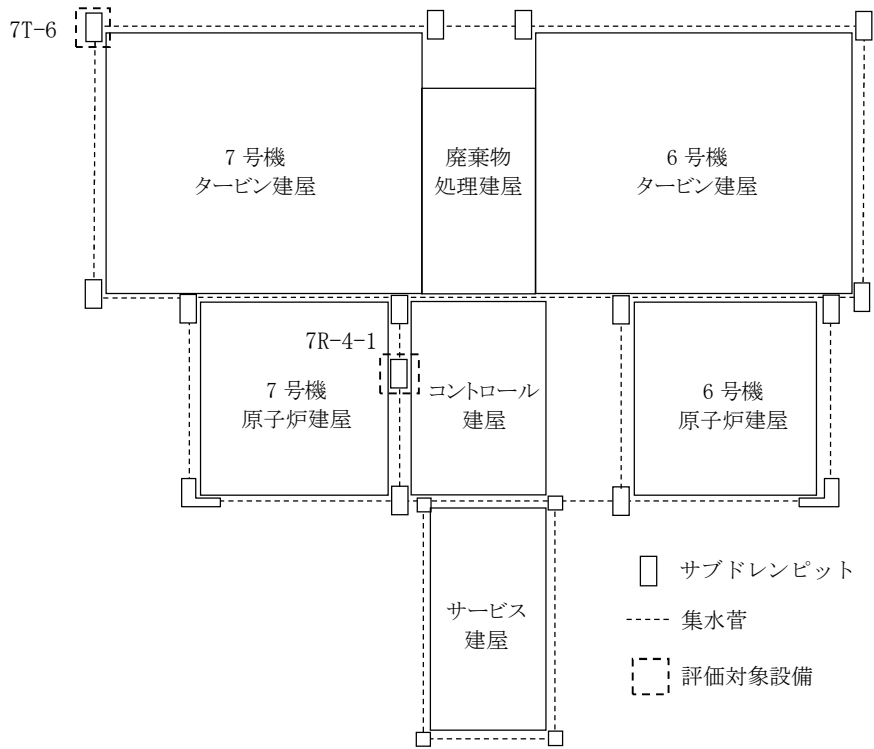 7T-6
7 号機
タービン建屋
廃棄物
処理建屋
6 号機
タービン建屋
7R-4-1
7 号機
原子炉建屋
コントロール
建屋
6 号機
原子炉建屋
サービス
建屋
サブドレンピット
集水菅
評価対象設備